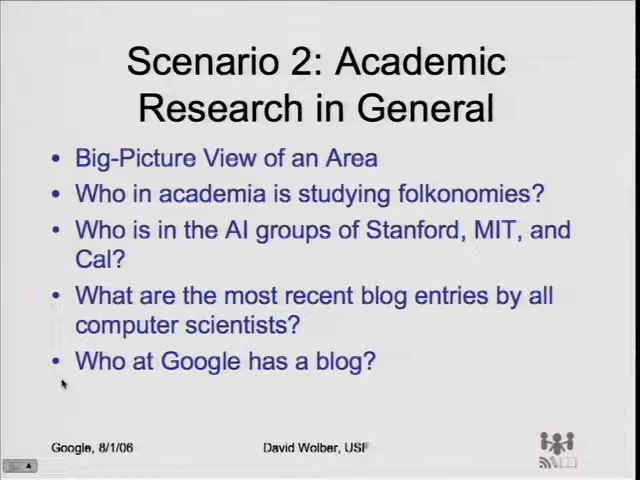 Scenario 2: Academic
Research in General
• Big-Picture View of an Area
• Who in academia is studying folkonomies?
• Who is in the AI groups of Stanford, MIT, and
Cal?
• What are the most recent blog entries by all
computer scientists?
• Who at Google has a blog?
Google, 8/1/06
David Wolber, USF